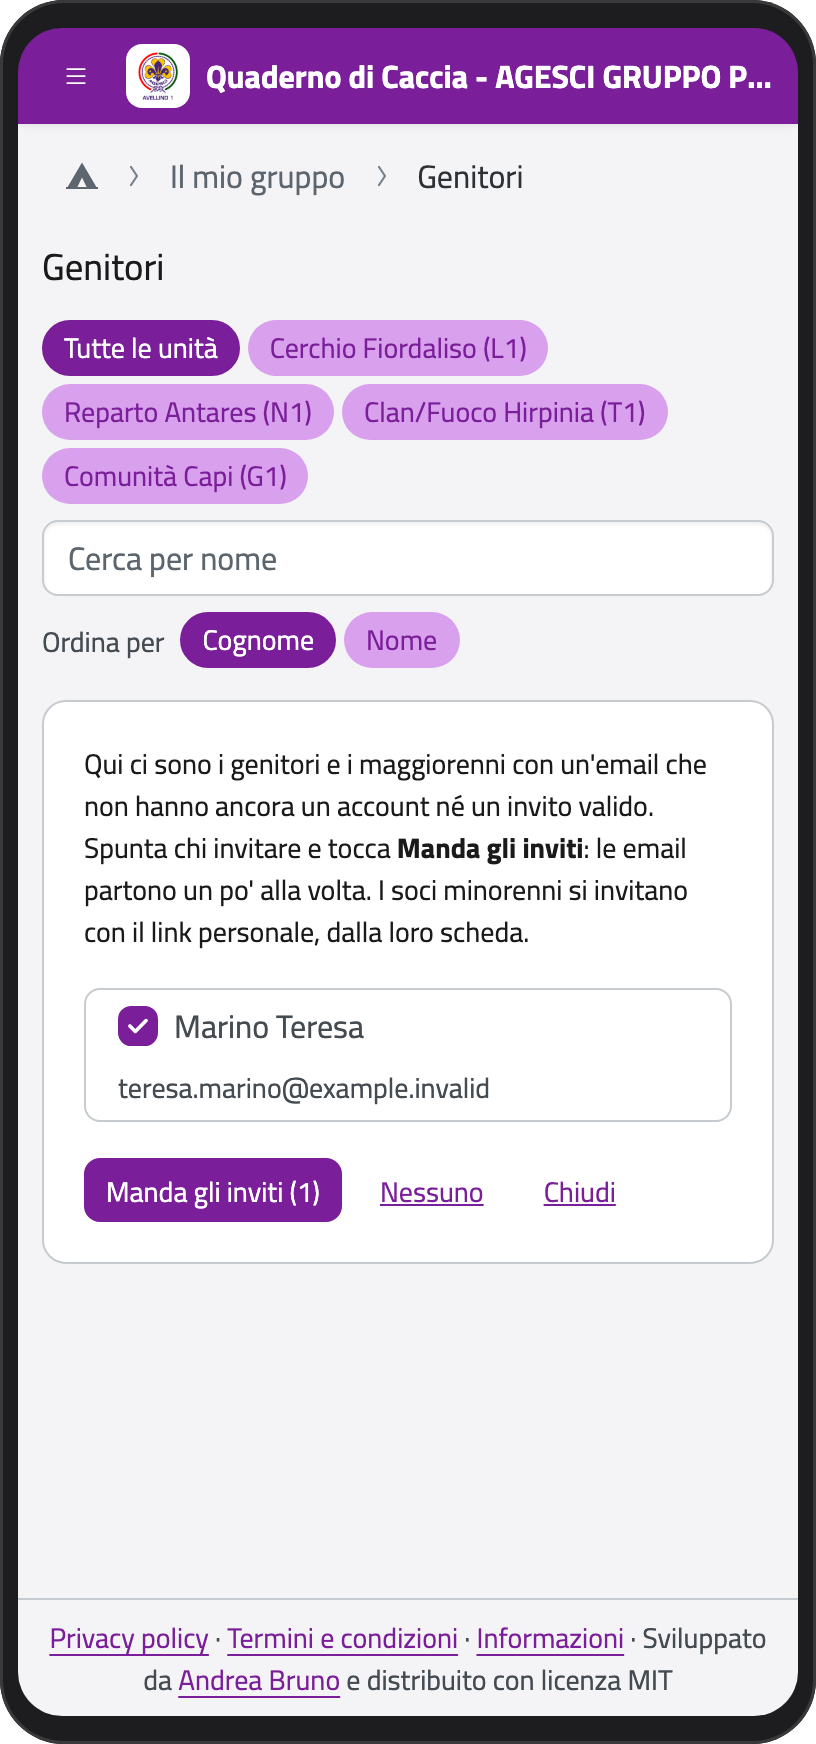 AVELLINO 1
Quaderno di Caccia - AGESCI GRUPPO P...
Il mio gruppo
Genitori
Genitori
Tutte le unità
Cerchio Fiordaliso (L1)
Reparto Antares (N1)
Clan/Fuoco Hirpinia (T1)
Comunità Capi (G1)
Cerca per nome
Ordina per
Cognome
Nome
Qui ci sono i genitori e i maggiorenni con un'email che
non hanno ancora un account né un invito valido.
Spunta chi invitare e tocca Manda gli inviti: le email
partono un po' alla volta. I soci minorenni si invitano
con il link personale, dalla loro scheda.
Marino Teresa
teresa.marino@example.invalid
Manda gli inviti (1)
Nessuno
Chiudi
Privacy policy · Termini e condizioni · Informazioni · Sviluppato
da Andrea Bruno e distribuito con licenza MIT